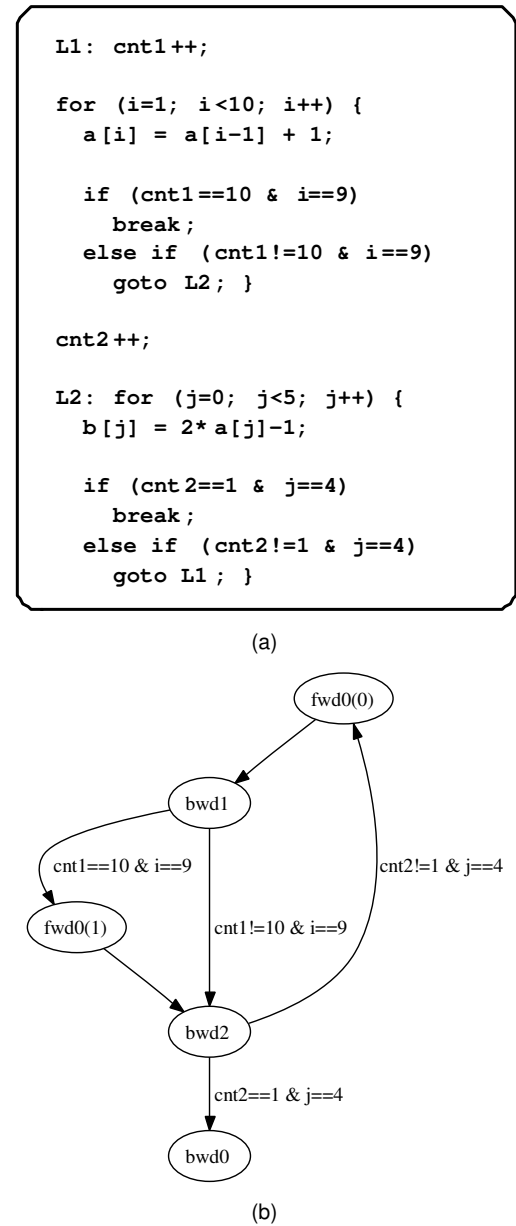 L1: cnt1++;
for (i=1; i<10; i++) {
a[i] = a[i-1] + 1;
if (cnt1==10 & i==9)
break;
else if (cnt1!=10 & i==9)
goto L2; }
cnt2++;
L2: for (j=0; j<5; j++) {
b[j] = 2* a[j]-1;
if (cnt2==1 & j==4)
break;
else if (cnt2!=1 & j==4)
goto L1; }
(a)
fwd0(0)
bwd1
cnt1==10 & i==9
cnt2!=1 & j==4
fwd0(1)
cnt1!=10 & i==9
bwd2
cnt2==1 & j==4
bwd0
(b)